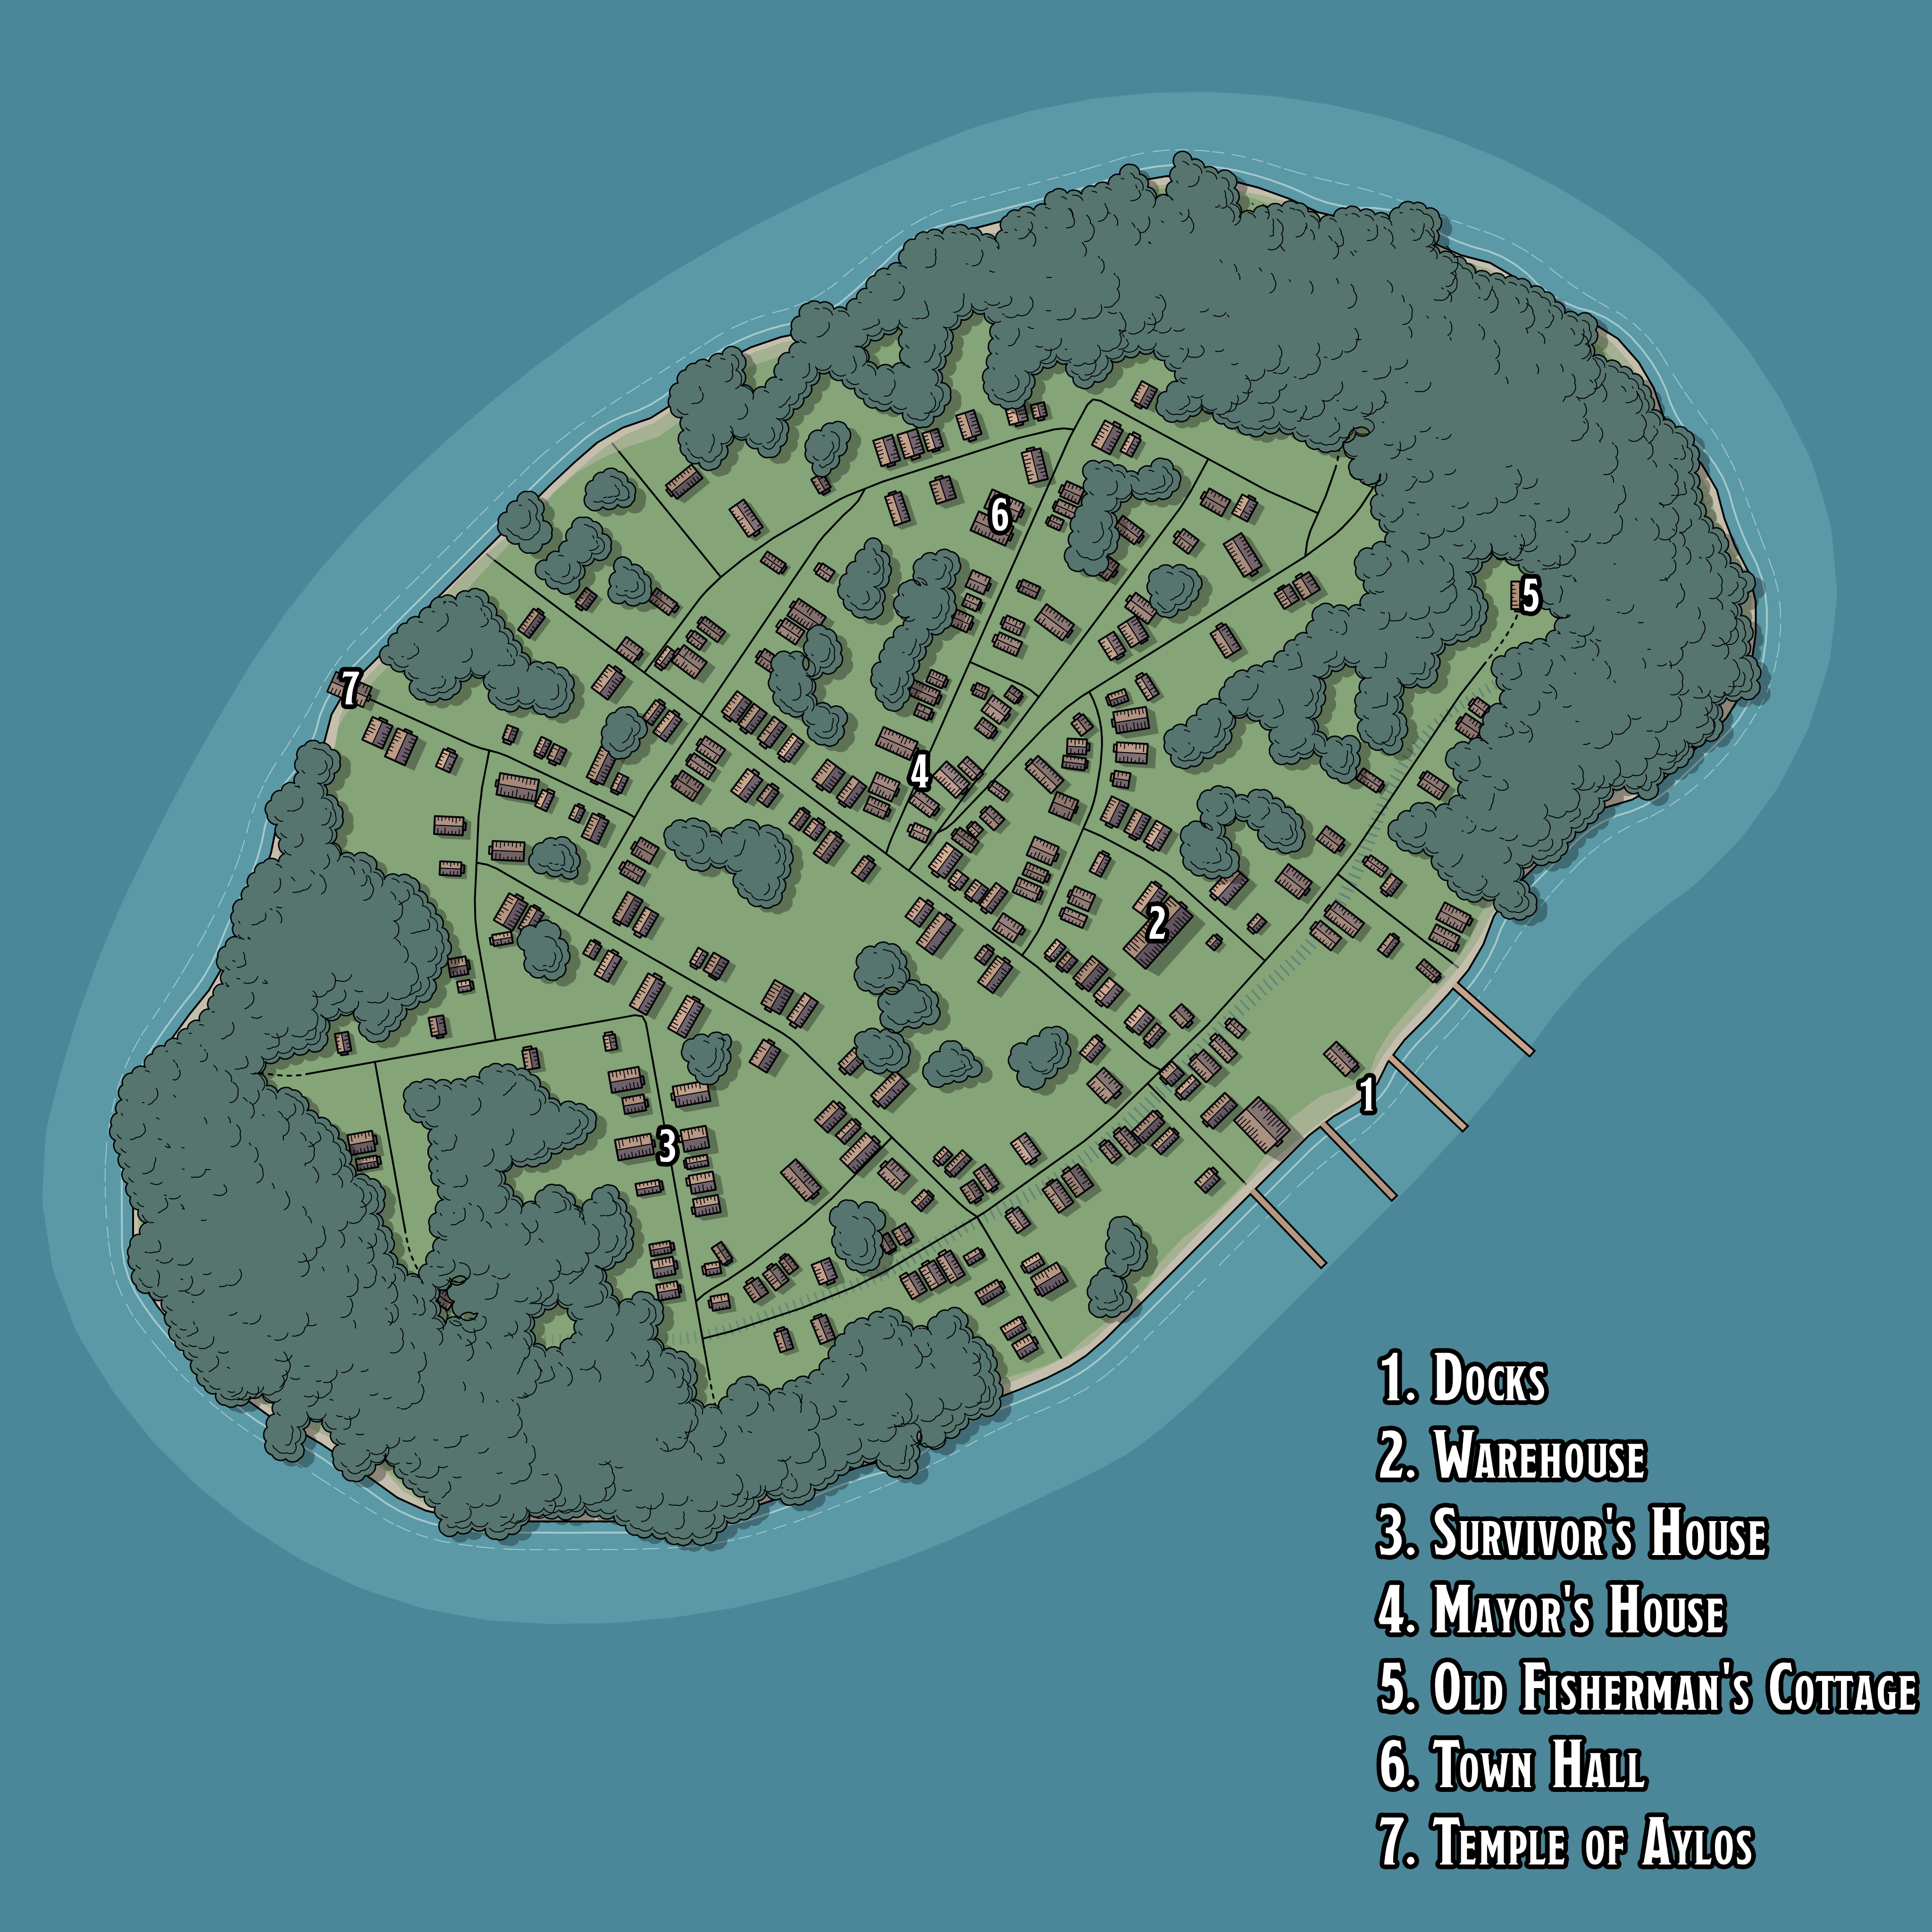 6
5
7
4
2
1
3
1. Docks
2. Warehouse
3. Survivor's House
4. Mayor's House
5. Old Fisherman's Cottage
6. Town Hall
7. Temple of Aylos